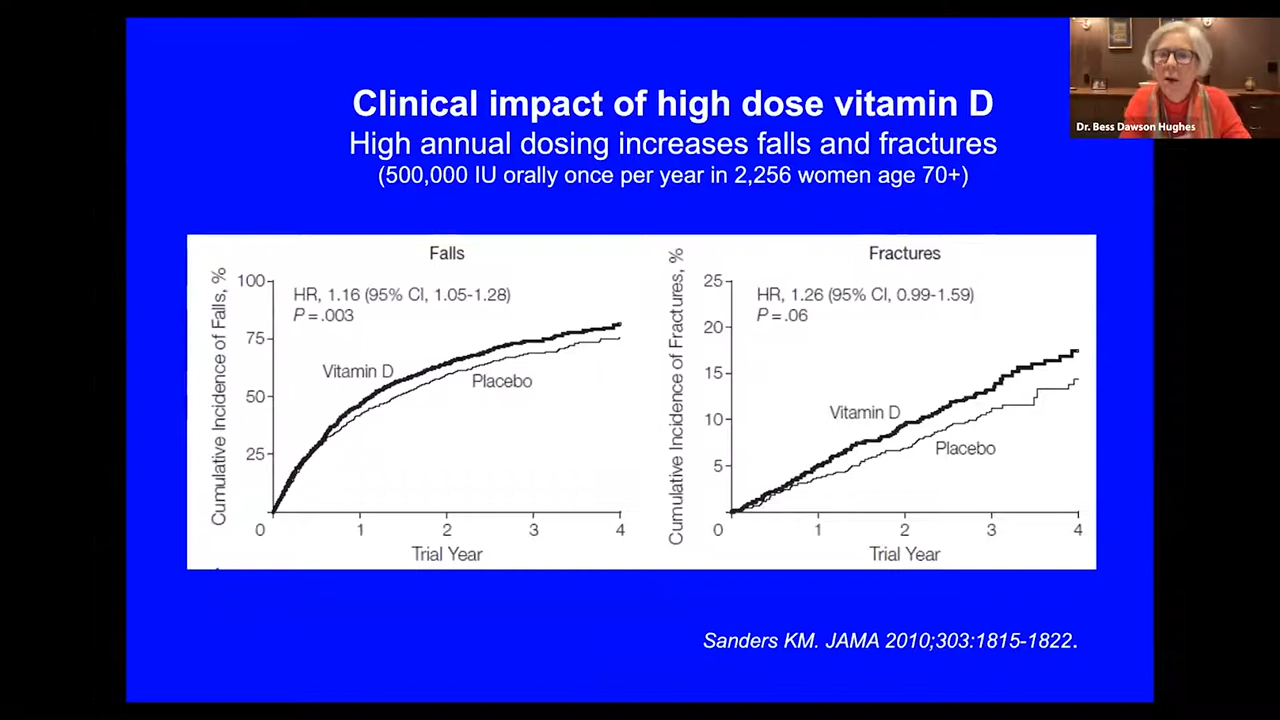 Clinical impact of high dose vitamin D
High annual dosing increases falls and fractures
(500,000 IU orally once per year in 2,256 women age 70+)
Dr. Bess Dawson Hughes
Falls
Cumulative Incidence of Falls, %
100
75
50
25
0
1
2
3
4
HR, 1.16 (95% CI, 1.05-1.28)
P = .003
Vitamin D
Placebo
Trial Year
Fractures
Cumulative Incidence of Fractures, %
25
20
15
10
5
0
1
2
3
4
HR, 1.26 (95% CI, 0.99-1.59)
P = .06
Vitamin D
Placebo
Trial Year
Sanders KM. JAMA 2010;303:1815-1822.